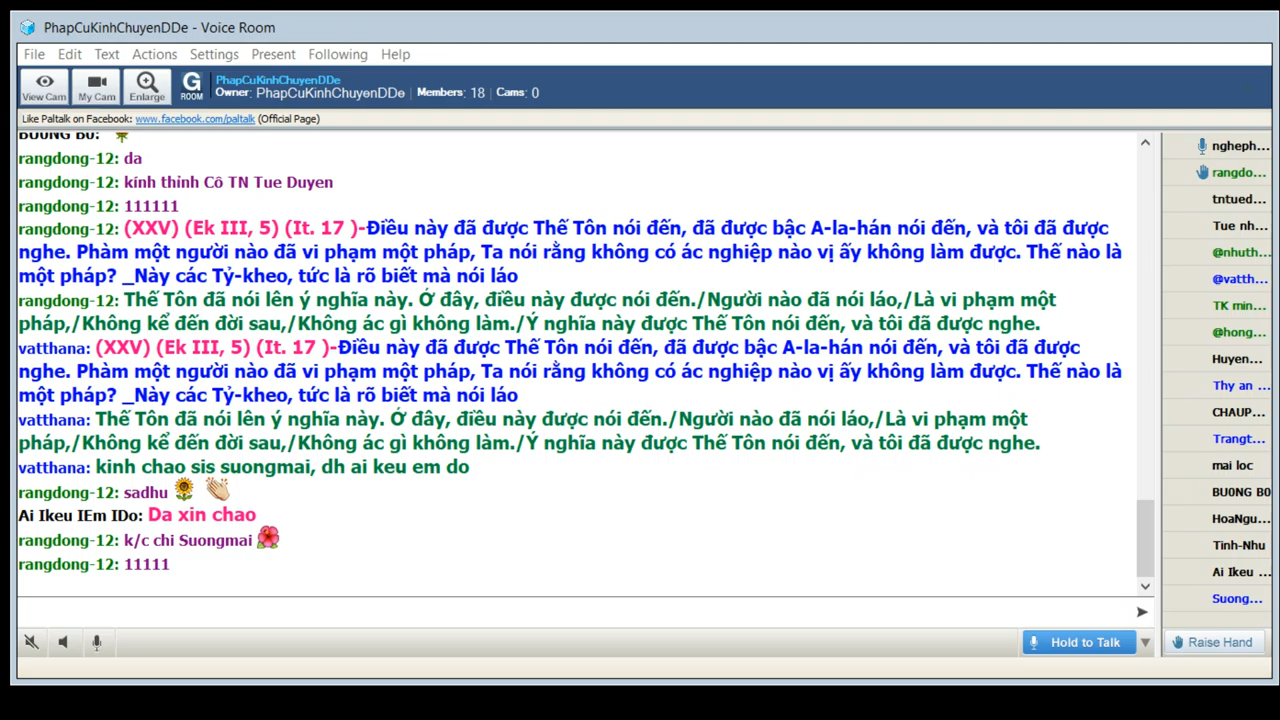 PhapCuKinhChuyenDDe - Voice Room
File Edit Text Actions Settings Present Following Help
View Cam My Cam Enlarge G ROOM PhapCuKinhChuyenDDe
Owner: PhapCuKinhChuyenDDe | Members: 18 | Cams: 0
Like Paltalk on Facebook: www.facebook.com/paltalk (Official Page)
BU0NG B0:
rangdong-12: da
rangdong-12: kính thỉnh Cô TN Tue Duyen
rangdong-12: 111111
rangdong-12: (XXV) (Ek III, 5) (It. 17 )-Điều này đã được Thế Tôn nói đến, đã được bậc A-la-hán nói đến, và tôi đã được
nghe. Phàm một người nào đã vi phạm một pháp, Ta nói rằng không có ác nghiệp nào vị ấy không làm được. Thế nào là
một pháp? _Này các Tỷ-kheo, tức là rõ biết mà nói láo
rangdong-12: Thế Tôn đã nói lên ý nghĩa này. Ở đây, điều này được nói đến./Người nào đã nói láo,/Là vi phạm một
pháp,/Không kể đến đời sau,/Không ác gì không làm./Ý nghĩa này được Thế Tôn nói đến, và tôi đã được nghe.
vatthana: (XXV) (Ek III, 5) (It. 17 )-Điều này đã được Thế Tôn nói đến, đã được bậc A-la-hán nói đến, và tôi đã được
nghe. Phàm một người nào đã vi phạm một pháp, Ta nói rằng không có ác nghiệp nào vị ấy không làm được. Thế nào là
một pháp? _Này các Tỷ-kheo, tức là rõ biết mà nói láo
vatthana: Thế Tôn đã nói lên ý nghĩa này. Ở đây, điều này được nói đến./Người nào đã nói láo,/Là vi phạm một
pháp,/Không kể đến đời sau,/Không ác gì không làm./Ý nghĩa này được Thế Tôn nói đến, và tôi đã được nghe.
vatthana: kinh chao sis suongmai, dh ai keu em do
rangdong-12: sadhu
Ai Ikeu IEm IDo: Da xin chao
rangdong-12: k/c chi Suongmai
rangdong-12: 11111
Hold to Talk
ngheph...
rangdo...
tntued...
Tue nh...
@nhuth...
@vatth...
TK min...
@hong...
Huyen...
Thy an ...
CHAUP...
Trangt...
mai loc
BU0NG B0
HoaNgu...
Tinh-Nhu
Ai Ikeu ...
Suong...
Raise Hand